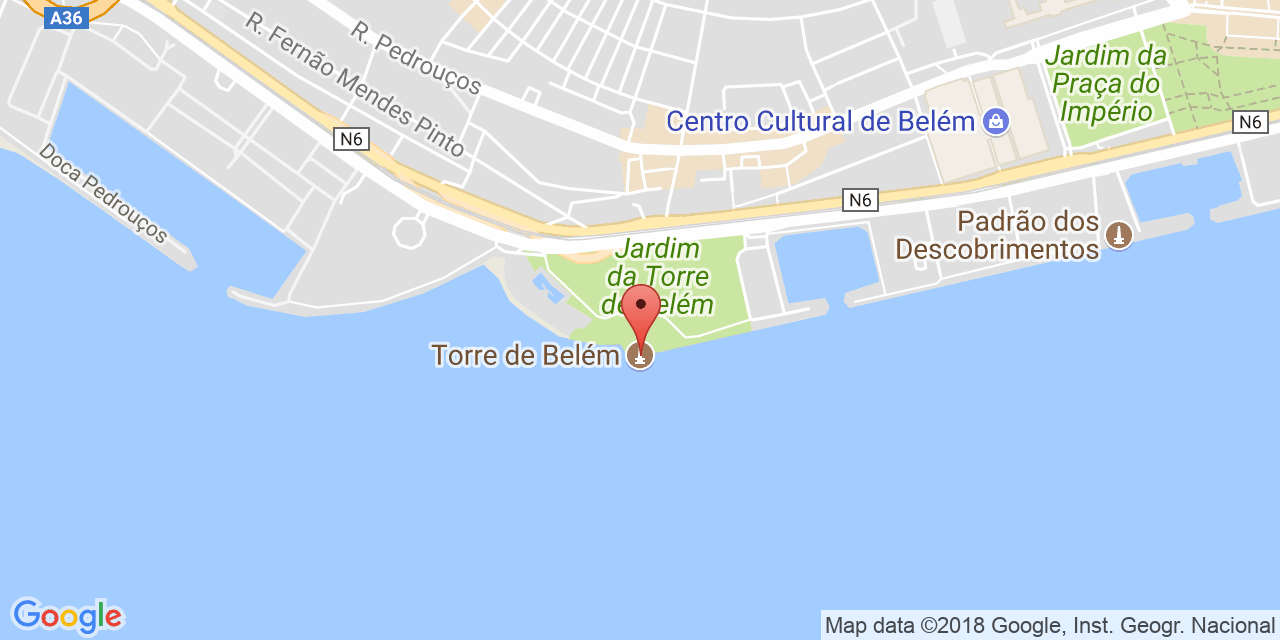 A36
R. Pedrouços
R. Fernão Mendes Pinto
Jardim da
Praça do
Império
Centro Cultural de Belém
N6
N6
Doca Pedrouços
N6
Padrão dos
Descobrimentos
Jardim
da Torre
de Belém
Torre de Belém
Google
Map data ©2018 Google, Inst. Geogr. Nacional